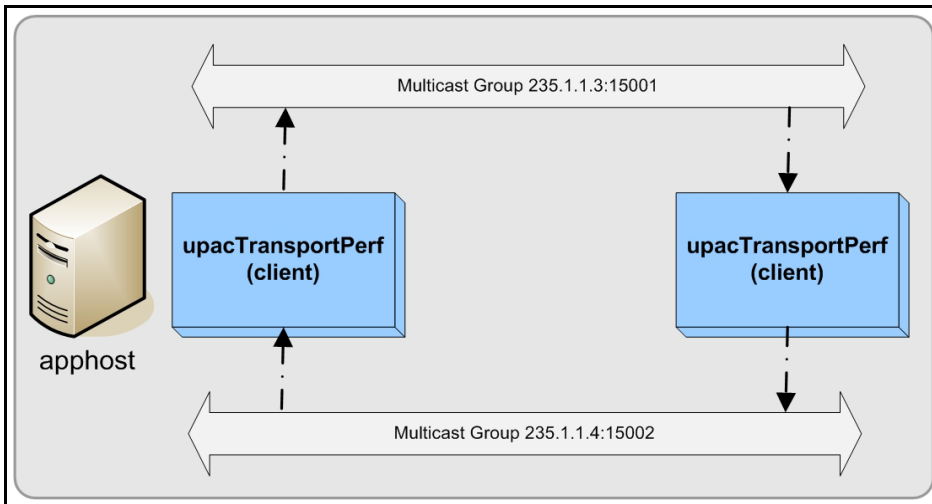 Multicast Group 235.1.1.3:15001
upacTransportPerf
(client)
upacTransportPerf
(client)
apphost
Multicast Group 235.1.1.4:15002